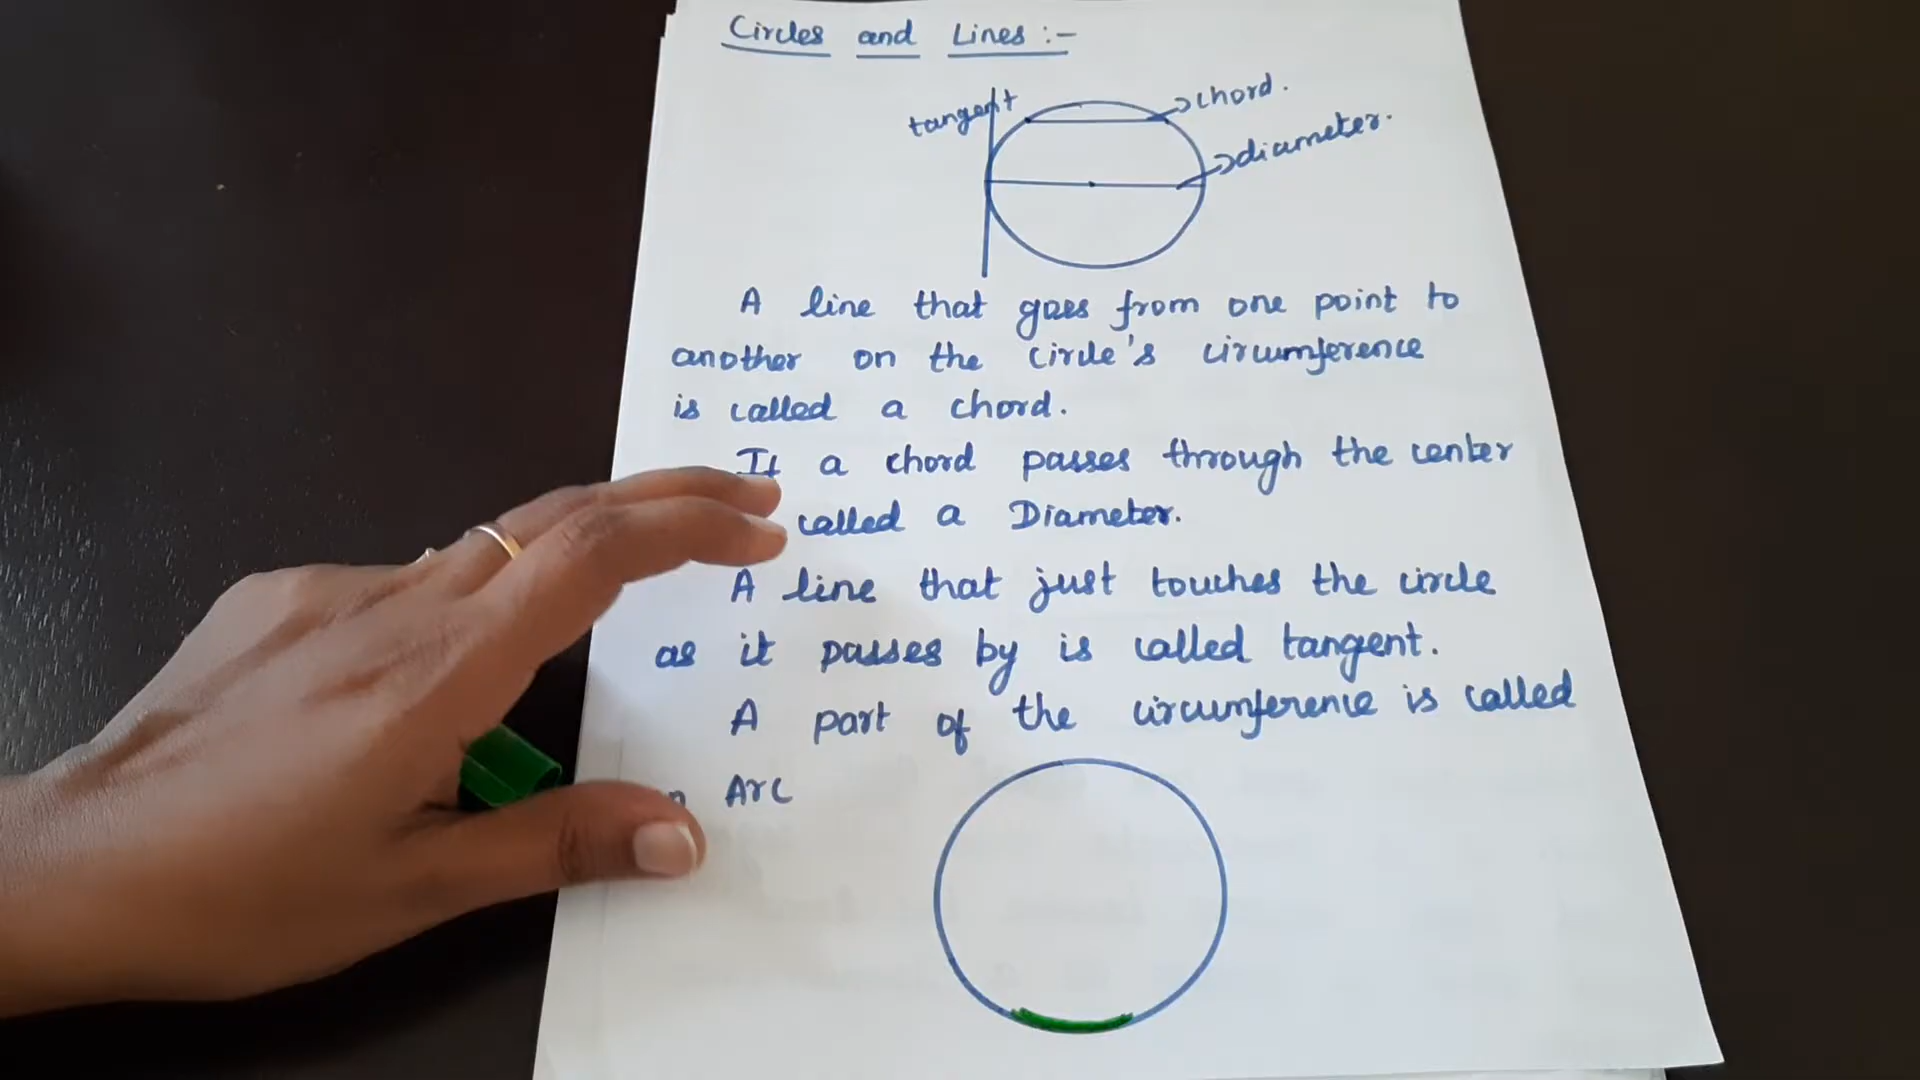 Circles and Lines :-
tangent
chord.
diameter.
A line that goes from one point to
another on the circle's circumference
is called a chord.
If a chord passes through the center
called a Diameter.
A line that just touches the circle
as it passes by is called tangent.
A part of the circumference is called
Arc